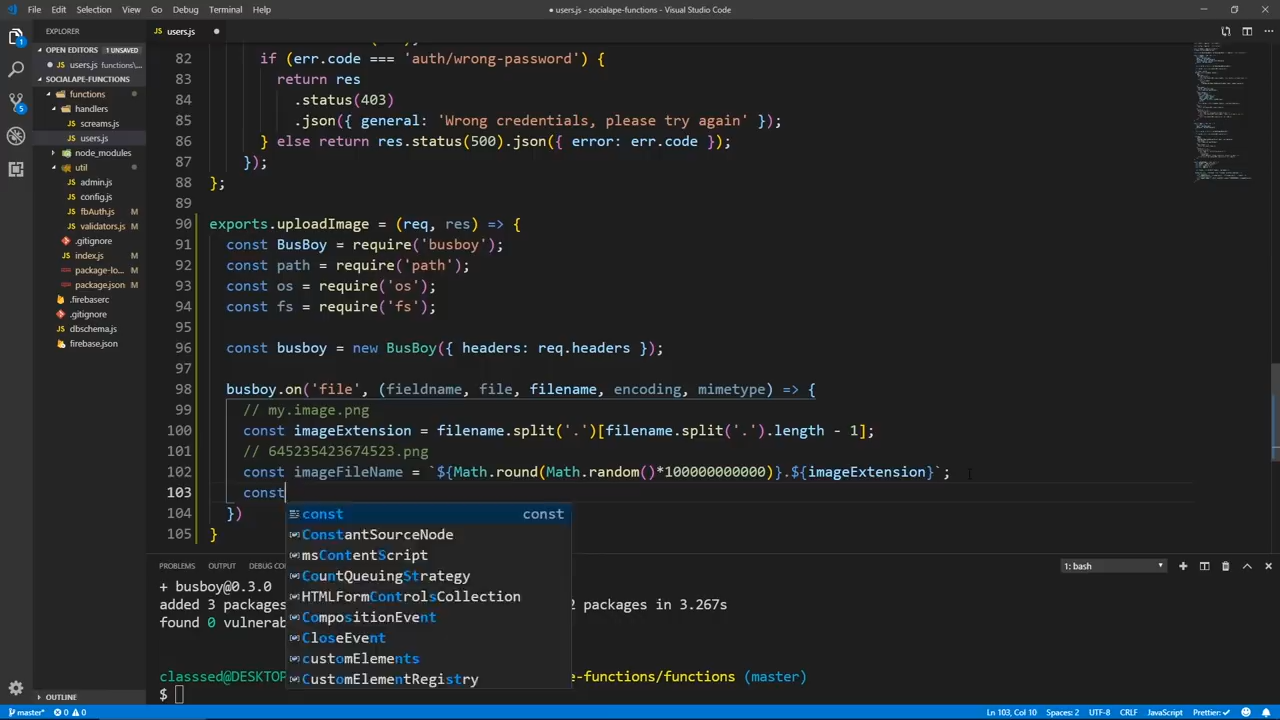 File Edit Selection View Go Debug Terminal Help
● users.js - socialape-functions - Visual Studio Code
EXPLORER
OPEN EDITORS 1 UNSAVED
● users.js functions\...
SOCIALAPE-FUNCTIONS
functions
handlers
screams.js
users.js
node_modules
util
admin.js
config.js
fbAuth.js M
validators.js M
.gitignore
index.js M
package-lo... M
package.json M
.firebaserc
.gitignore
dbschema.js
firebase.json
OUTLINE
users.js ●
82 if (err.code === 'auth/wrong-password') {
83 return res
84 .status(403)
85 .json({ general: 'Wrong credentials, please try again' });
86 } else return res.status(500).json({ error: err.code });
87 });
88 };
89
90 exports.uploadImage = (req, res) => {
91 const BusBoy = require('busboy');
92 const path = require('path');
93 const os = require('os');
94 const fs = require('fs');
95
96 const busboy = new BusBoy({ headers: req.headers });
97
98 busboy.on('file', (fieldname, file, filename, encoding, mimetype) => {
99 // my.image.png
100 const imageExtension = filename.split('.')[filename.split('.').length - 1];
101 // 645235423674523.png
102 const imageFileName = `${Math.round(Math.random()*100000000000)}.${imageExtension}`;
103 const
104 })
105 }
const const
ConstantSourceNode
msContentScript
CountQueuingStrategy
HTMLFormControlsCollection
CompositionEvent
CloseEvent
customElements
CustomElementRegistry
PROBLEMS OUTPUT DEBUG CO
1: bash
+ busboy@0.3.0
added 3 packages 2 packages in 3.267s
found 0 vulnerab
classsed@DESKTOP e-functions/functions (master)
$
master* 0 0 Ln 103, Col 10 Spaces: 2 UTF-8 CRLF JavaScript Prettier: ✓